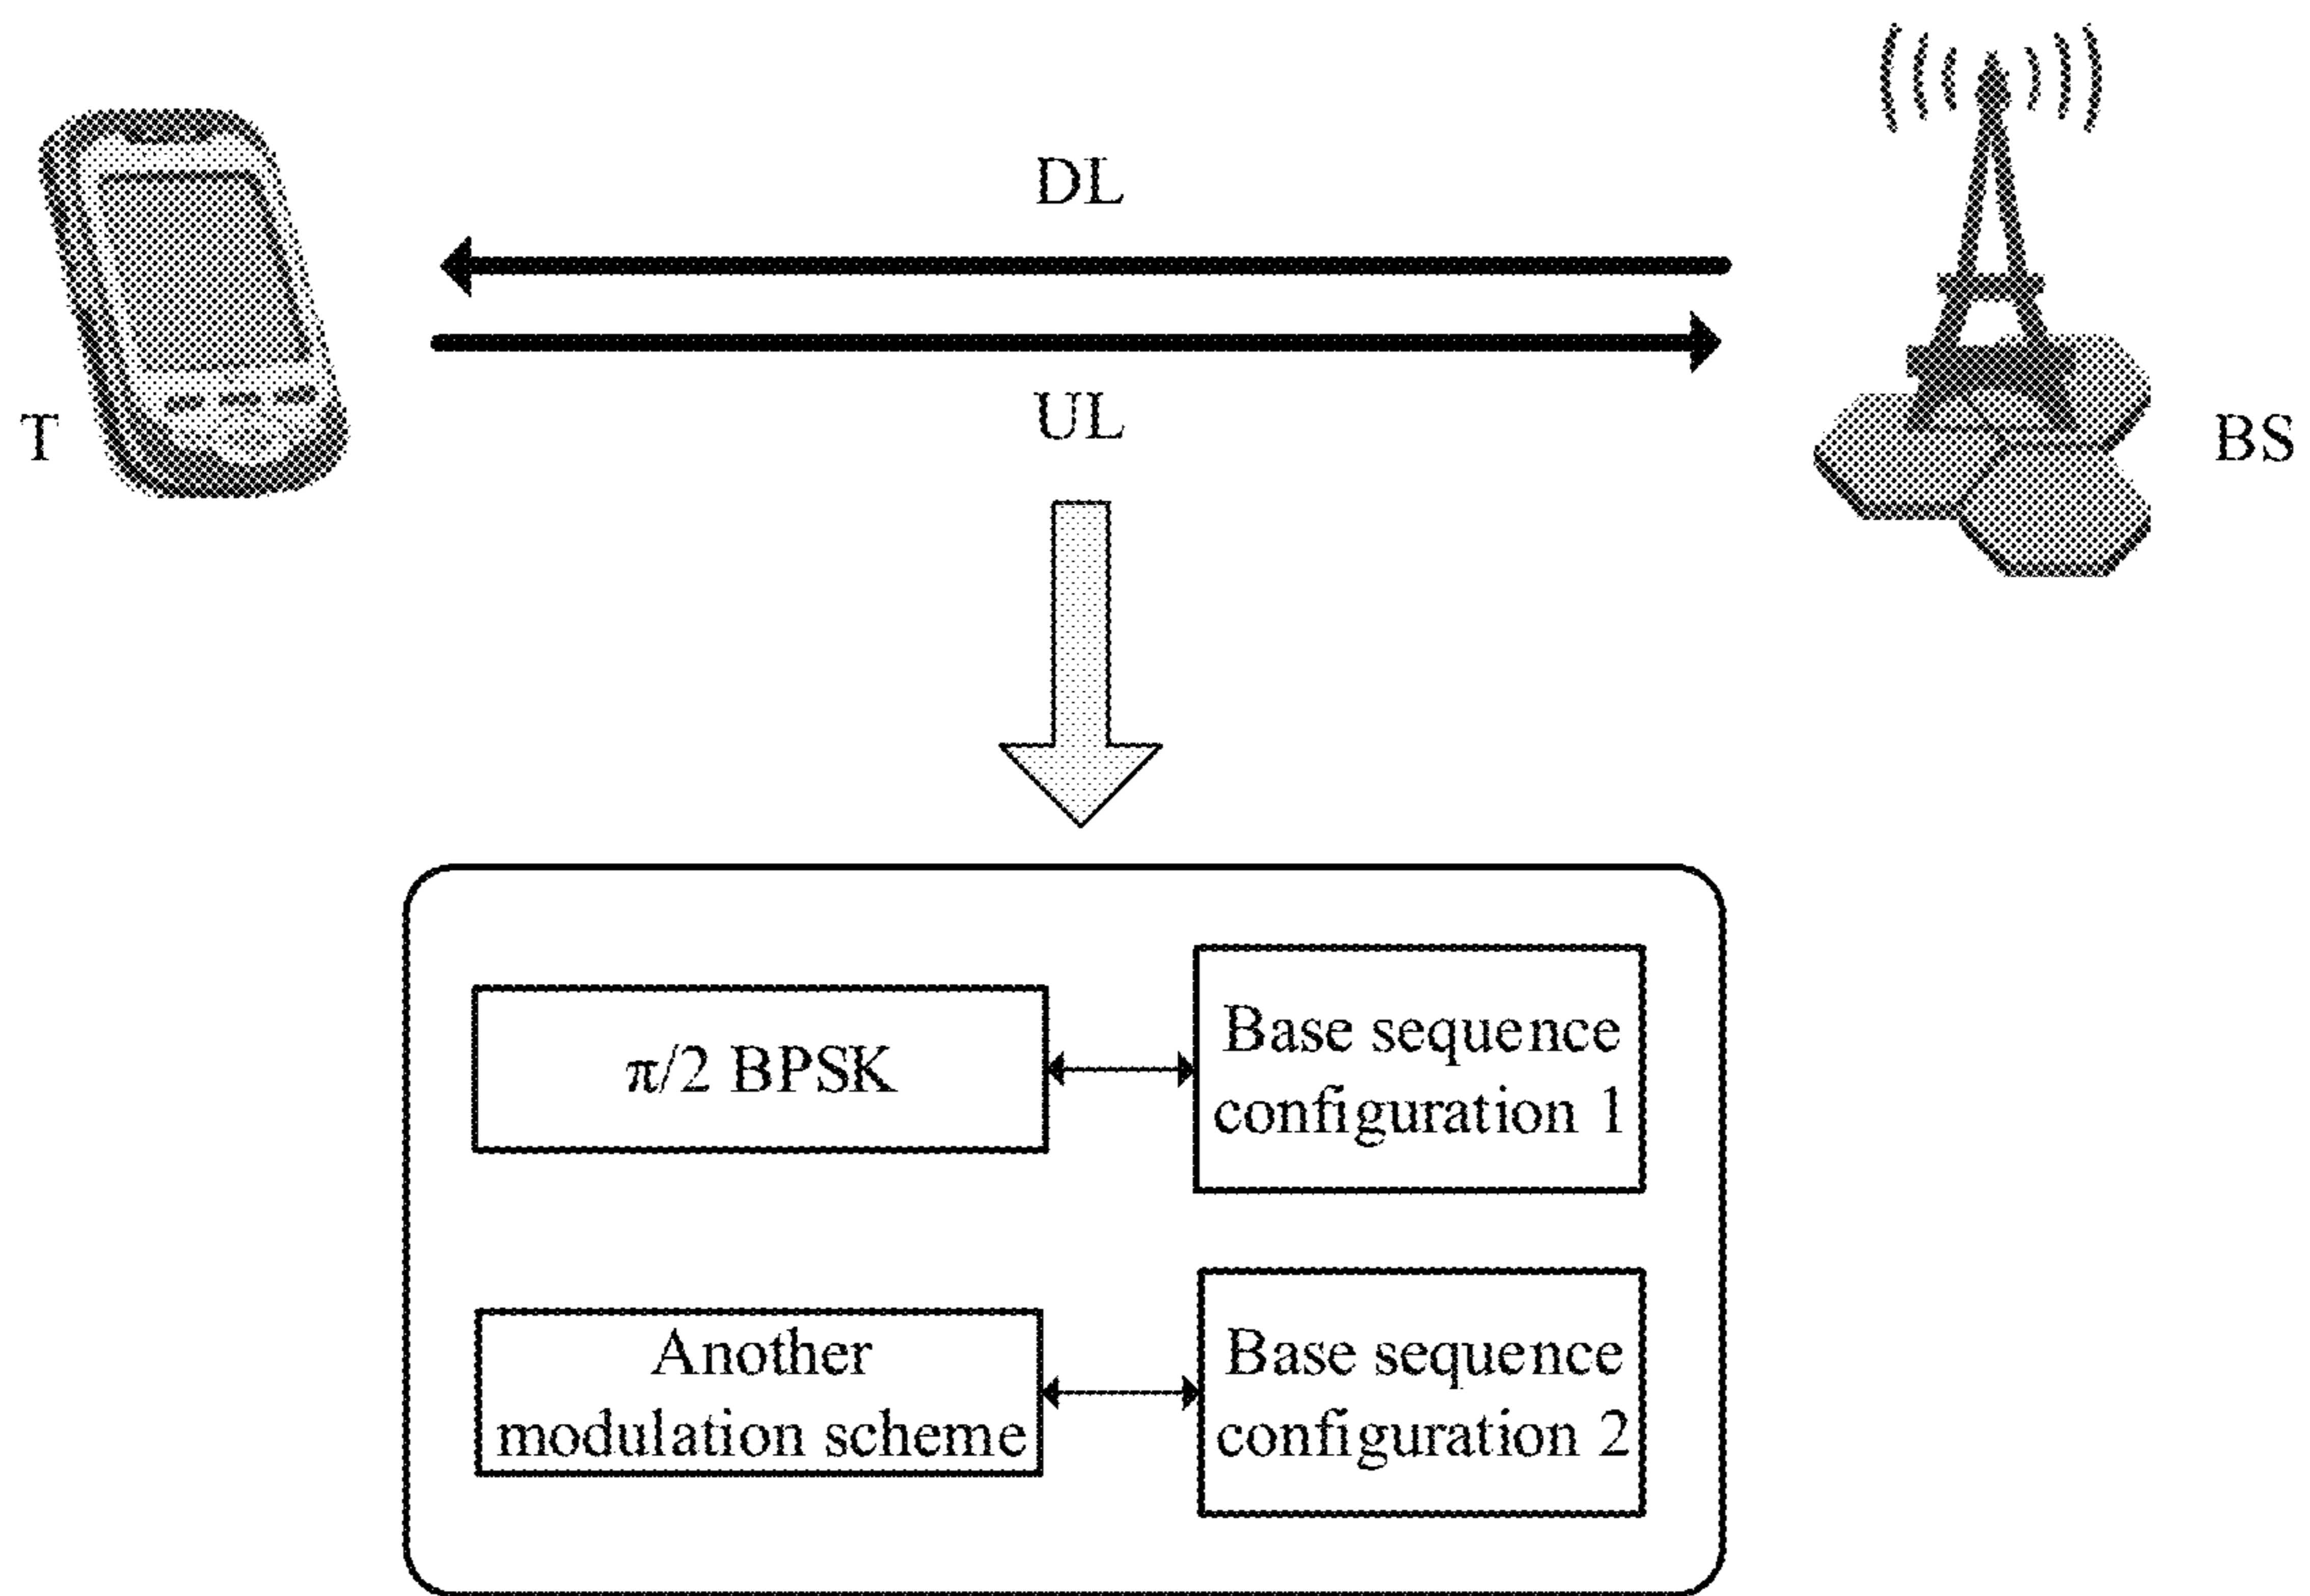 DL
T
UL
BS
π/2 BPSK
Base sequence
configuration 1
Another
modulation scheme
Base sequence
configuration 2